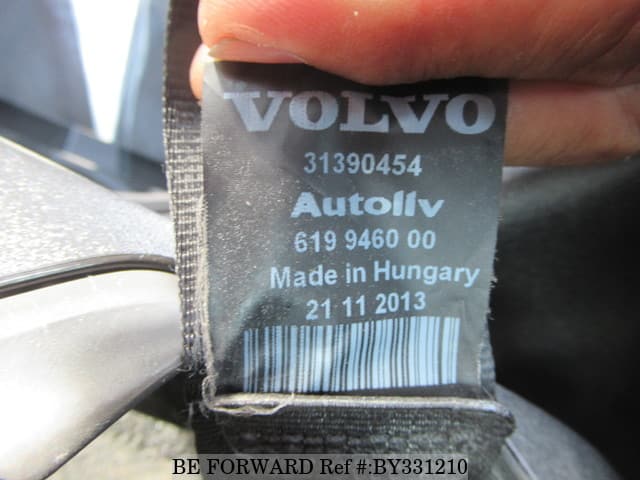 VOLVO
31390454
Autoliv
619 9460 00
Made in Hungary
21 11 2013
BE FORWARD Ref #:BY331210